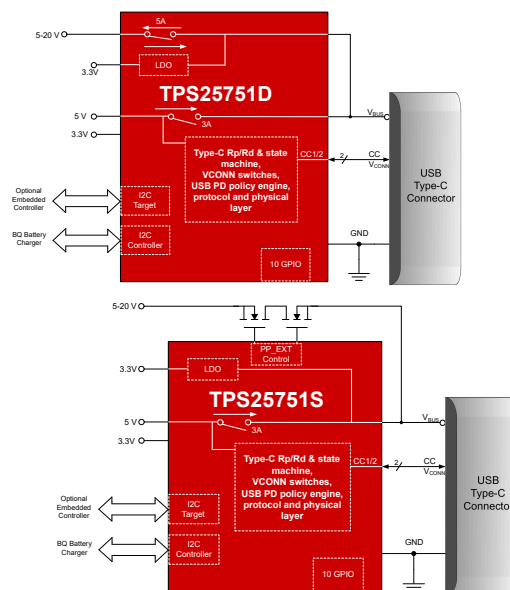 5A
5-20 V
3.3V
LDO
TPS25751D
5 V
3A
3.3V
Type-C Rp/Rd & state
machine,
VCONN switches,
USB PD policy engine,
protocol and physical
layer
CC1/2
2
VBUS
CC
VCONN
USB
Type-C
Connector
Optional
Embedded
Controller
I2C
Target
BQ Battery
Charger
I2C
Controller
GND
10 GPIO
5-20 V
PP_EXT
Control
3.3V
LDO
TPS25751S
5 V
3A
3.3V
Type-C Rp/Rd & state
machine,
VCONN switches,
USB PD policy engine,
protocol and physical
layer
CC1/2
2
VBUS
CC
VCONN
USB
Type-C
Connecto
Optional
Embedded
Controller
I2C
Target
BQ Battery
Charger
I2C
Controller
GND
10 GPIO